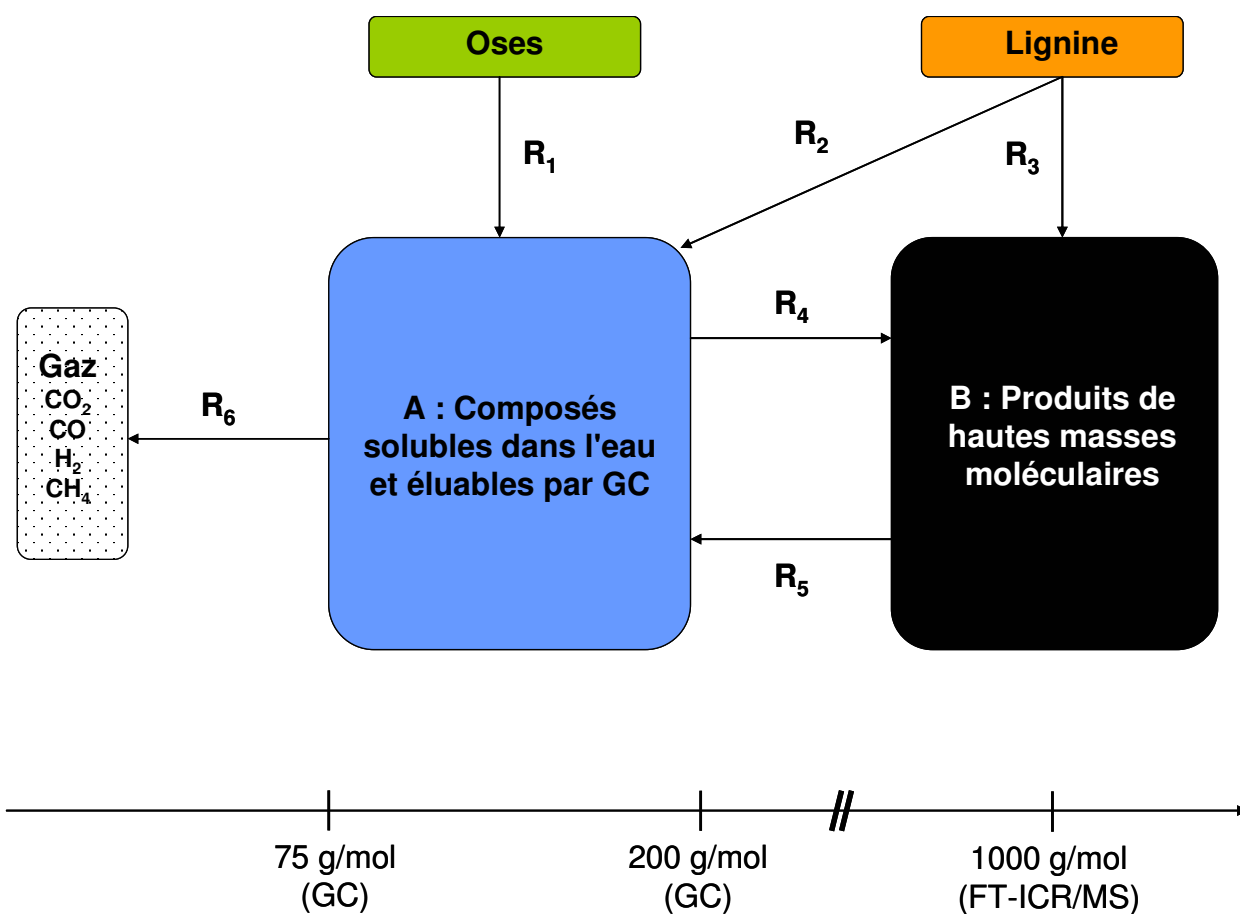 Oses
Lignine
R1
R2
R3
Gaz
CO2
CO
H2
CH4
R6
A : Composés
solubles dans l'eau
et éluables par GC
R4
R5
B : Produits de
hautes masses
moléculaires
75 g/mol
(GC)
200 g/mol
(GC)
1000 g/mol
(FT-ICR/MS)